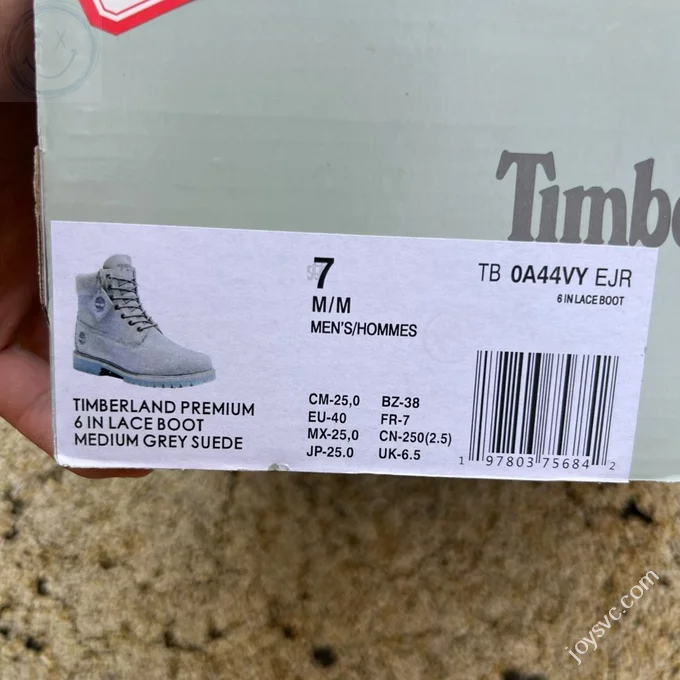 Timbe
7
M/M
MEN'S/HOMMES
TB 0A44VY EJR
6 IN LACE BOOT
TIMBERLAND PREMIUM
6 IN LACE BOOT
MEDIUM GREY SUEDE
CM-25,0 BZ-38
EU-40 FR-7
MX-25,0 CN-250(2.5)
JP-25.0 UK-6.5
1 97803 75684 2
joysvc.com